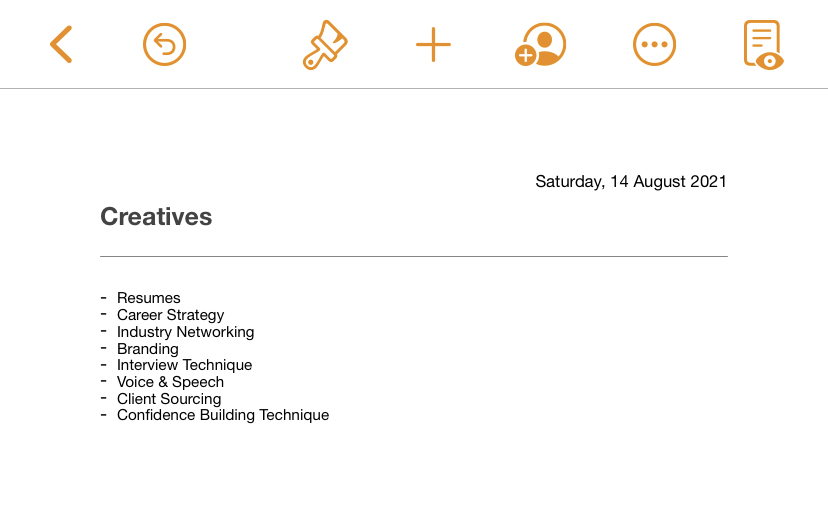 Saturday, 14 August 2021
Creatives
- Resumes
- Career Strategy
- Industry Networking
- Branding
- Interview Technique
- Voice & Speech
- Client Sourcing
- Confidence Building Technique